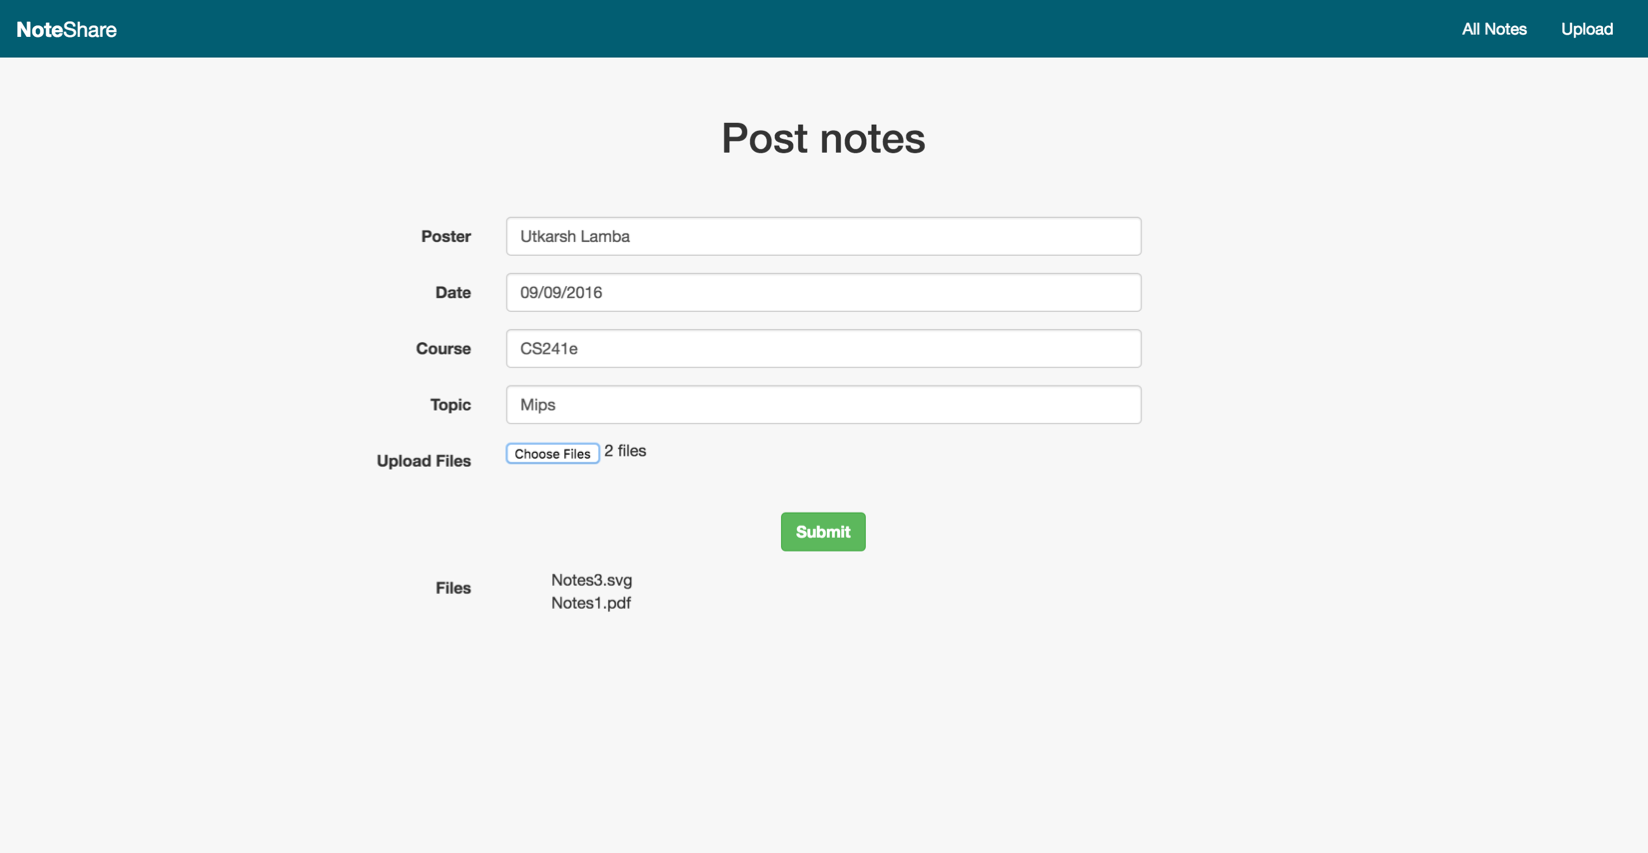 NoteShare All Notes Upload
Post notes
Poster Utkarsh Lamba
Date 09/09/2016
Course CS241e
Topic Mips
Upload Files Choose Files 2 files
Submit
Files Notes3.svg
Notes1.pdf